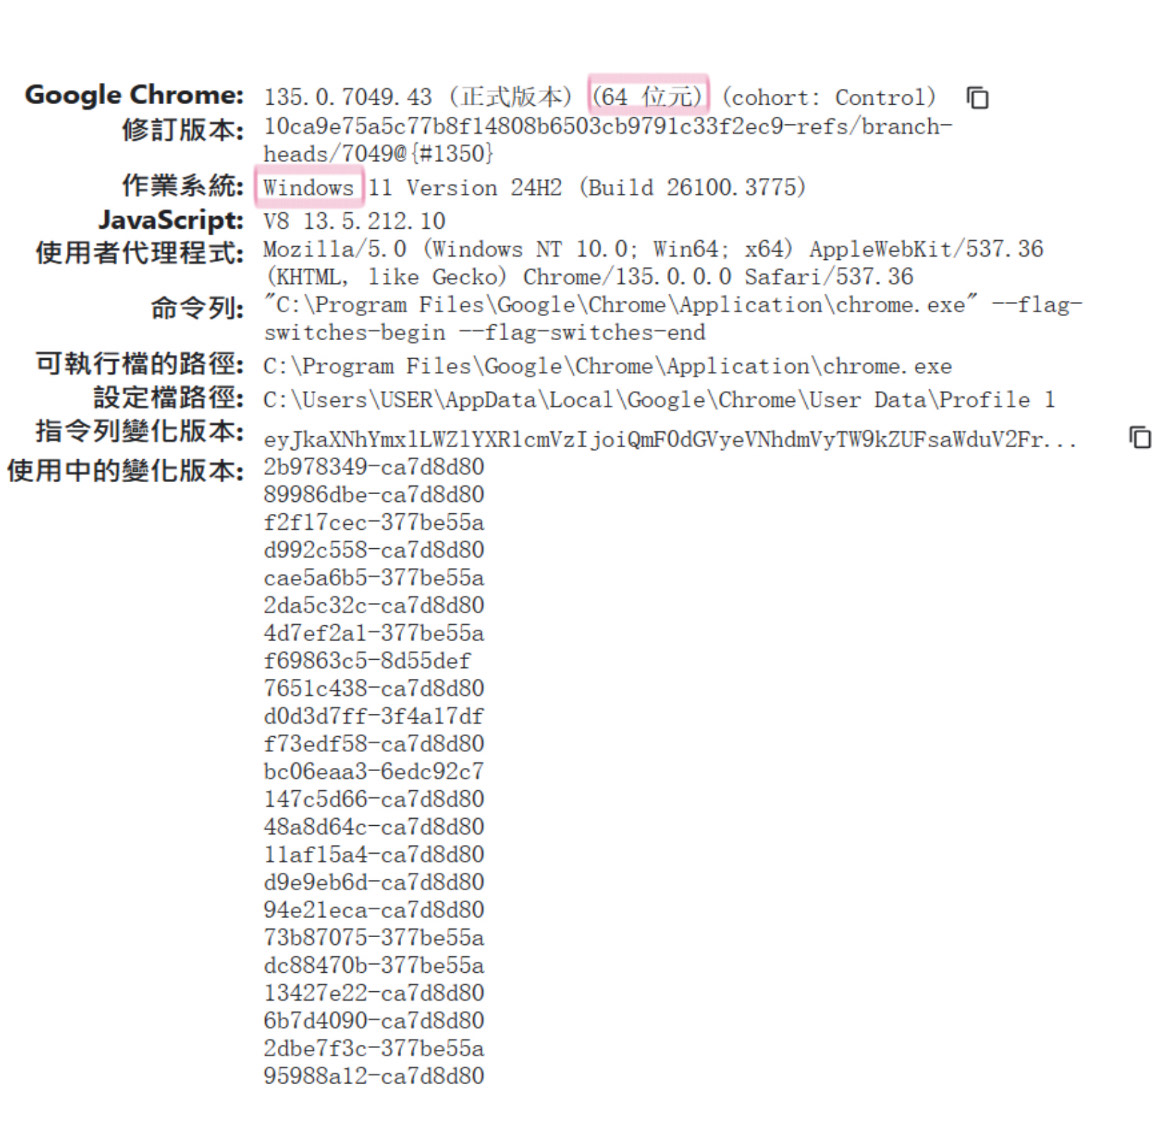 Google Chrome: 135.0.7049.43 (正式版本) (64 位元) (cohort: Control)
修訂版本: 10ca9e75a5c77b8f14808b6503cb9791c33f2ec9-refs/branch-
heads/7049@{#1350}
作業系統: Windows 11 Version 24H2 (Build 26100.3775)
JavaScript: V8 13.5.212.10
使用者代理程式: Mozilla/5.0 (Windows NT 10.0; Win64; x64) AppleWebKit/537.36
(KHTML, like Gecko) Chrome/135.0.0.0 Safari/537.36
命令列: "C:\Program Files\Google\Chrome\Application\chrome.exe" --flag-
switches-begin --flag-switches-end
可執行檔的路徑: C:\Program Files\Google\Chrome\Application\chrome.exe
設定檔路徑: C:\Users\USER\AppData\Local\Google\Chrome\User Data\Profile 1
指令列變化版本: eyJkaXNhYmxlLWZlYXR1cmVzIjoiQmF0dGVyeVNhdmVyTW9kZUFsaWduV2Fr...
使用中的變化版本: 2b978349-ca7d8d80
89986dbe-ca7d8d80
f2f17cec-377be55a
d992c558-ca7d8d80
cae5a6b5-377be55a
2da5c32c-ca7d8d80
4d7ef2a1-377be55a
f69863c5-8d55def
7651c438-ca7d8d80
d0d3d7ff-3f4a17df
f73edf58-ca7d8d80
bc06eaa3-6edc92c7
147c5d66-ca7d8d80
48a8d64c-ca7d8d80
11af15a4-ca7d8d80
d9e9eb6d-ca7d8d80
94e21eca-ca7d8d80
73b87075-377be55a
dc88470b-377be55a
13427e22-ca7d8d80
6b7d4090-ca7d8d80
2dbe7f3c-377be55a
95988a12-ca7d8d80